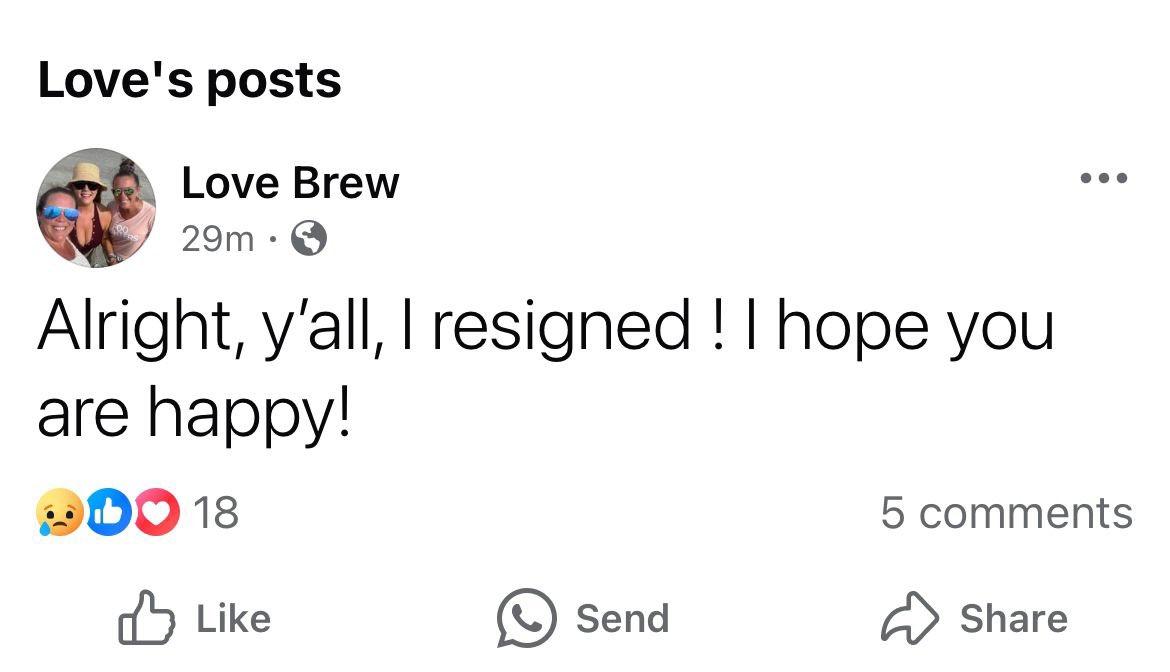 Love's posts
Love Brew
29m ·
Alright, y’all, I resigned ! I hope you
are happy!
18
5 comments
Like
Send
Share